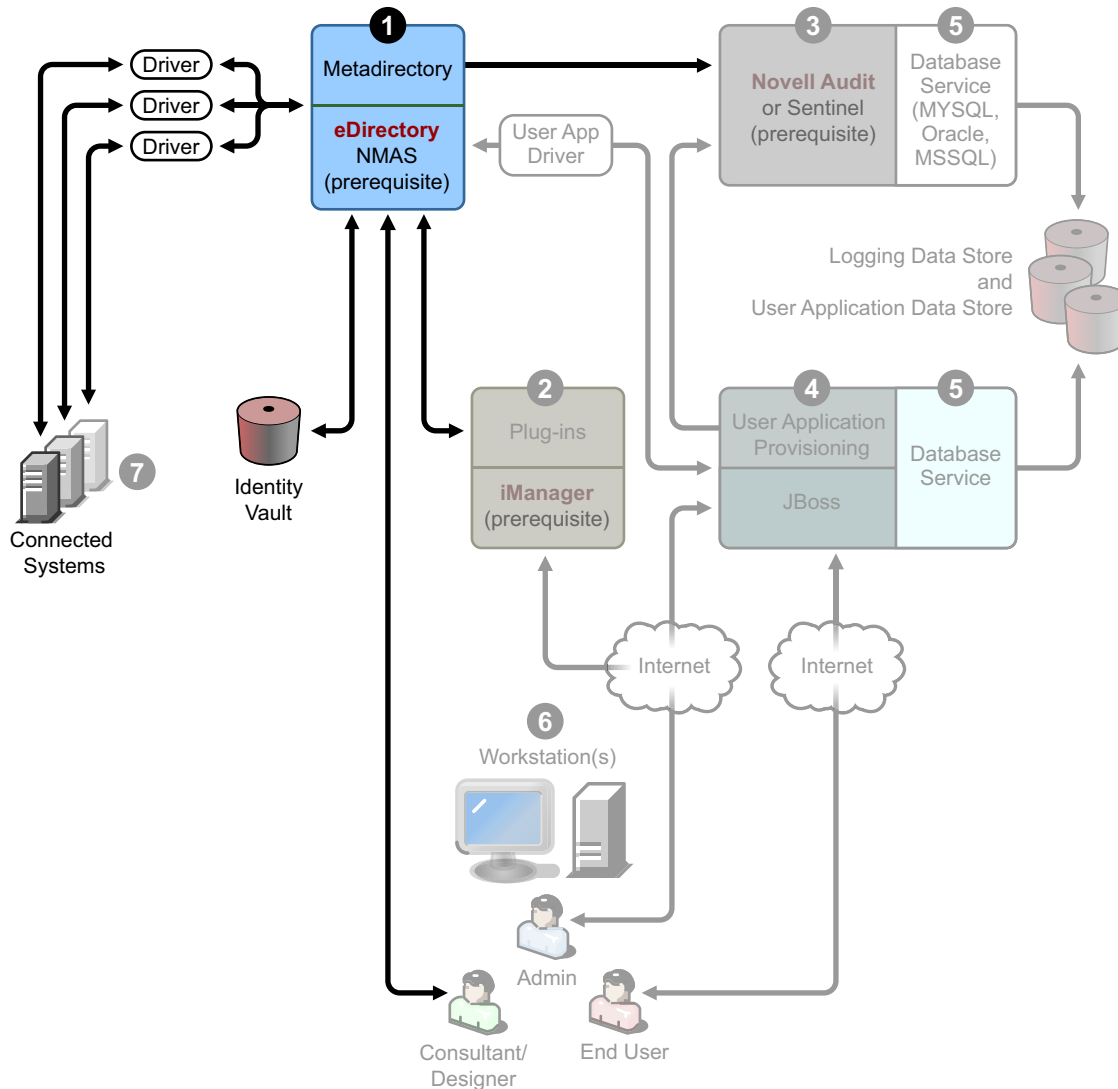 1
Metadirectory
eDirectory
NMAS
(prerequisite)
Driver
Driver
Driver
User App
Driver
3
Novell Audit
or Sentinel
(prerequisite)
5
Database
Service
(MYSQL,
Oracle,
MSSQL)
Logging Data Store
and
User Application Data Store
7
Connected
Systems
Identity
Vault
2
Plug-ins
iManager
(prerequisite)
4
User Application
Provisioning
JBoss
5
Database
Service
Internet
Internet
6
Workstation(s)
Admin
Consultant/
Designer
End User